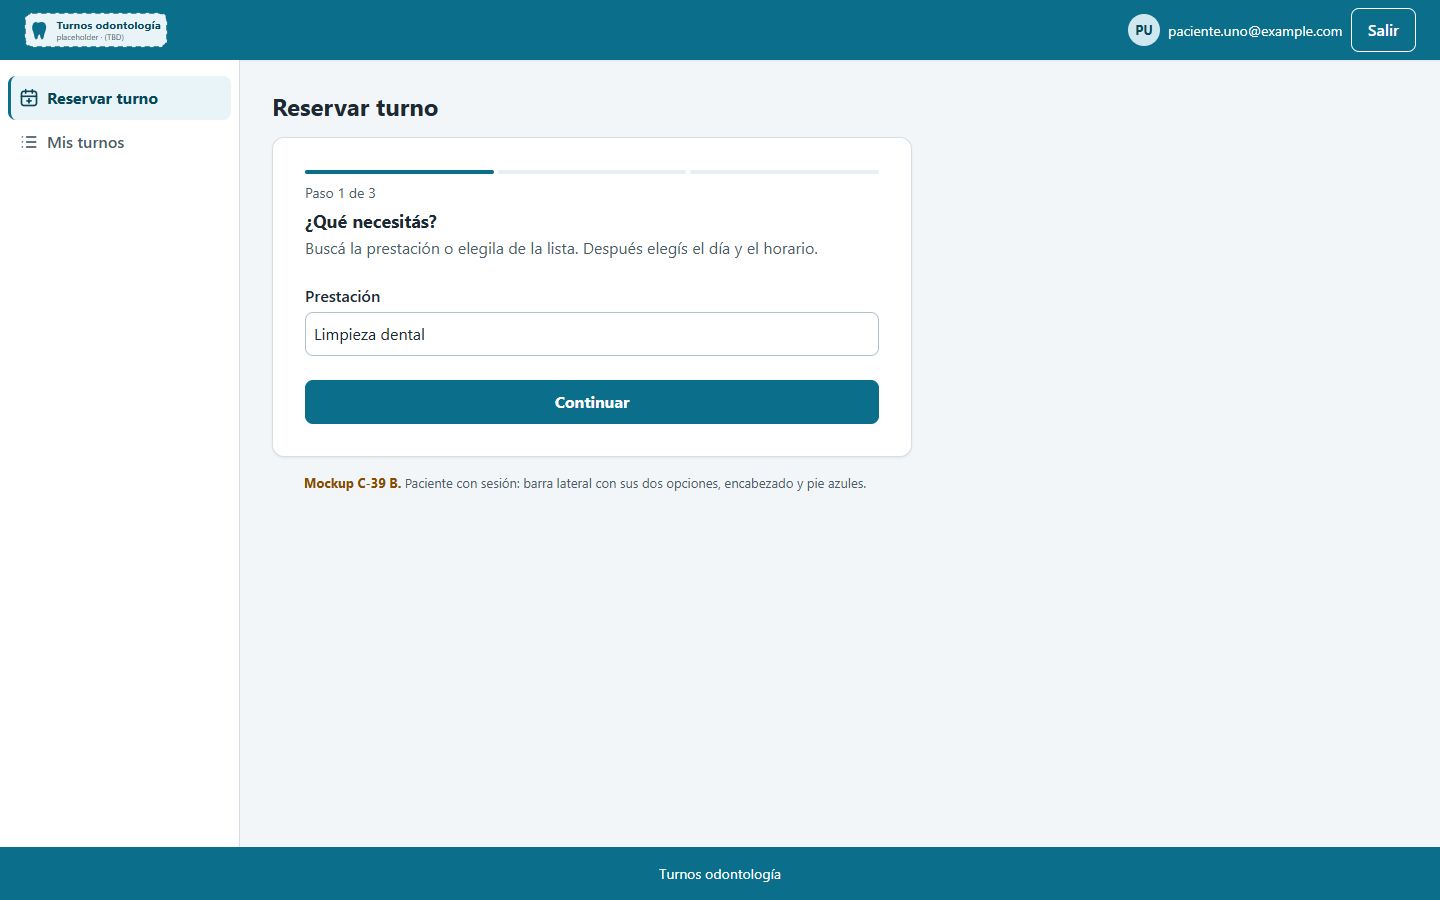 Turnos odontología
placeholder · (TBD)
PU
paciente.uno@example.com
Salir
Reservar turno
Mis turnos
Reservar turno
Paso 1 de 3
¿Qué necesitás?
Buscá la prestación o elegila de la lista. Después elegís el día y el horario.
Prestación
Limpieza dental
Continuar
Mockup C-39 B. Paciente con sesión: barra lateral con sus dos opciones, encabezado y pie azules.
Turnos odontología